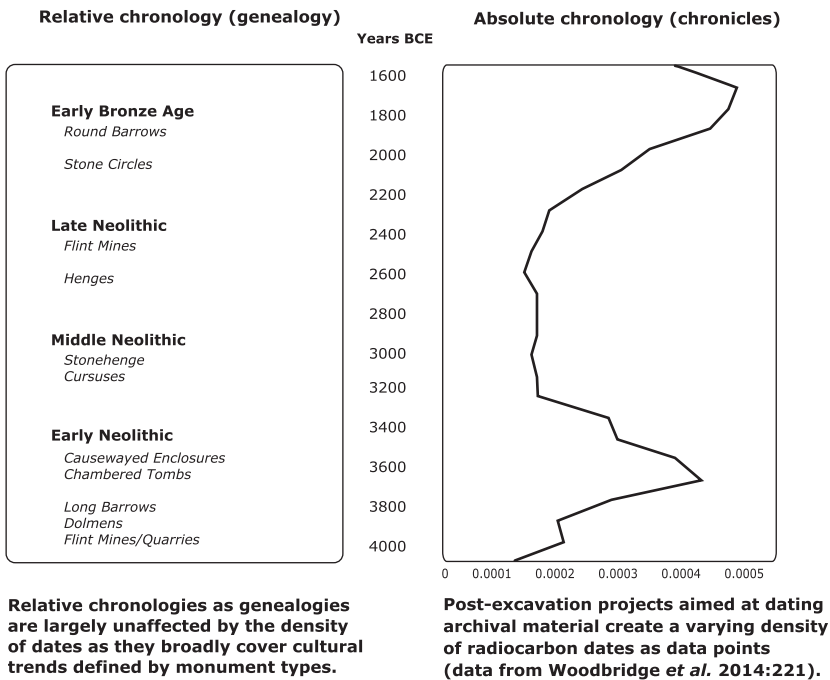 Relative chronology (genealogy)
Absolute chronology (chronicles)
Years BCE
Early Bronze Age
Round Barrows
Stone Circles
Late Neolithic
Flint Mines
Henges
Middle Neolithic
Stonehenge
Cursuses
Early Neolithic
Causewayed Enclosures
Chambered Tombs
Long Barrows
Dolmens
Flint Mines/Quarries
1600
1800
2000
2200
2400
2600
2800
3000
3200
3400
3600
3800
4000
0 0.0001 0.0002 0.0003 0.0004 0.0005
Relative chronologies as genealogies
are largely unaffected by the density
of dates as they broadly cover cultural
trends defined by monument types.
Post-excavation projects aimed at dating
archival material create a varying density
of radiocarbon dates as data points
(data from Woodbridge et al. 2014:221).